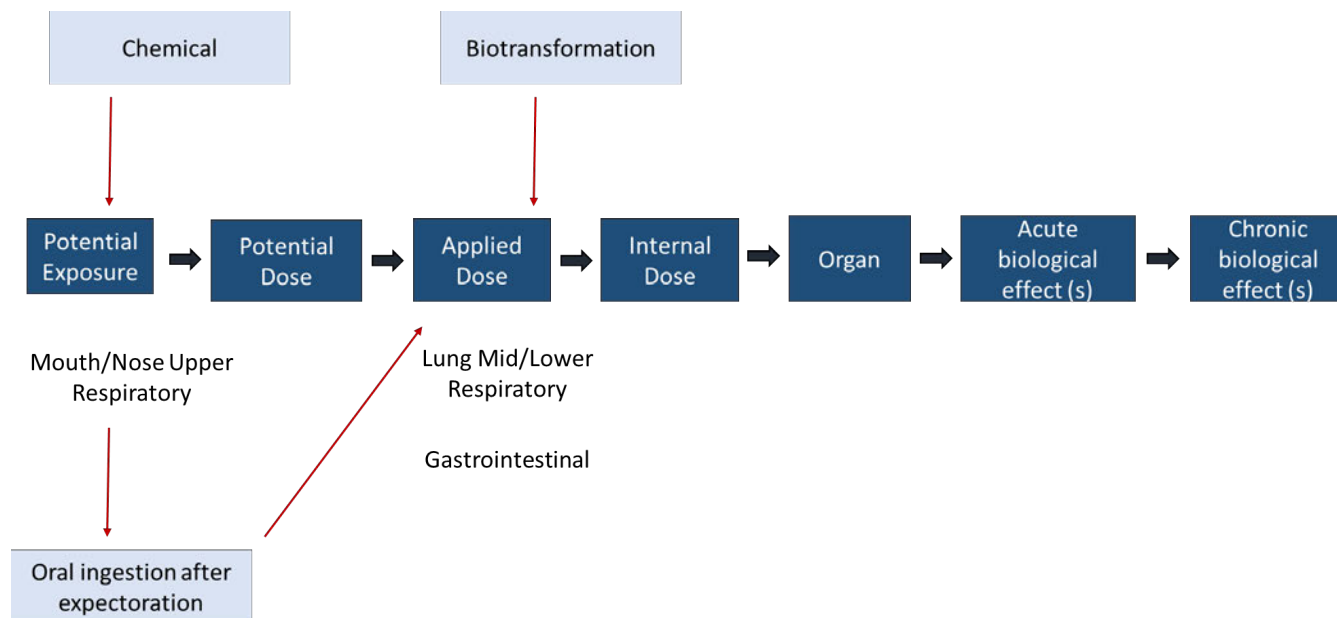 Chemical
Biotransformation
Potential
Exposure
Potential
Dose
Applied
Dose
Internal
Dose
Organ
Acute
biological
effect (s)
Chronic
biological
effect (s)
Mouth/Nose Upper
Respiratory
Lung Mid/Lower
Respiratory
Gastrointestinal
Oral ingestion after
expectoration